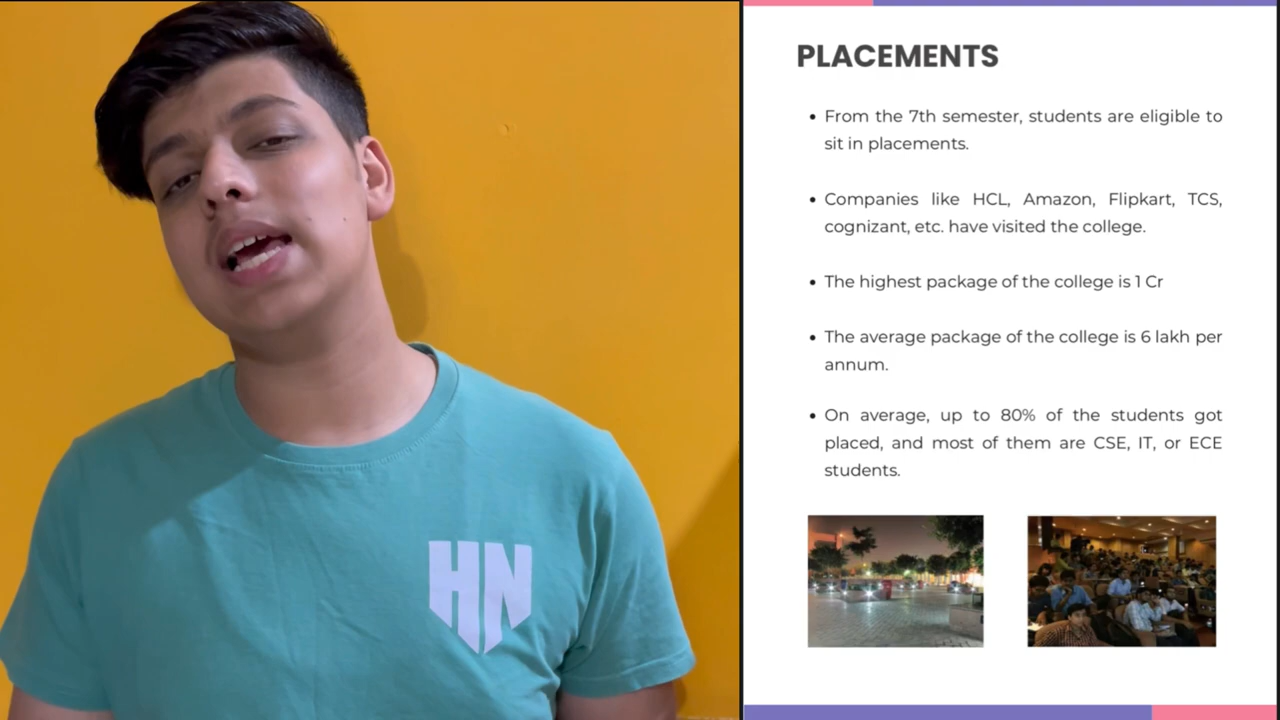 PLACEMENTS
• From the 7th semester, students are eligible to
sit in placements.
• Companies like HCL, Amazon, Flipkart, TCS,
cognizant, etc. have visited the college.
• The highest package of the college is 1 Cr
• The average package of the college is 6 lakh per
annum.
• On average, up to 80% of the students got
placed, and most of them are CSE, IT, or ECE
students.
HN